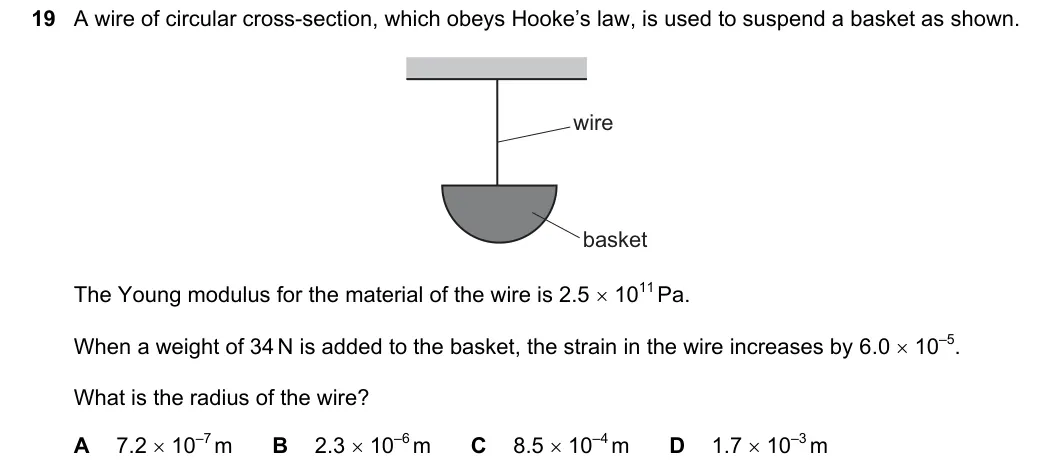 19 A wire of circular cross-section, which obeys Hooke’s law, is used to suspend a basket as shown.
wire
basket
The Young modulus for the material of the wire is 2.5 × 10¹¹ Pa.
When a weight of 34 N is added to the basket, the strain in the wire increases by 6.0 × 10⁻⁵.
What is the radius of the wire?
A 7.2 × 10⁻⁷ m B 2.3 × 10⁻⁶ m C 8.5 × 10⁻⁴ m D 1.7 × 10⁻³ m